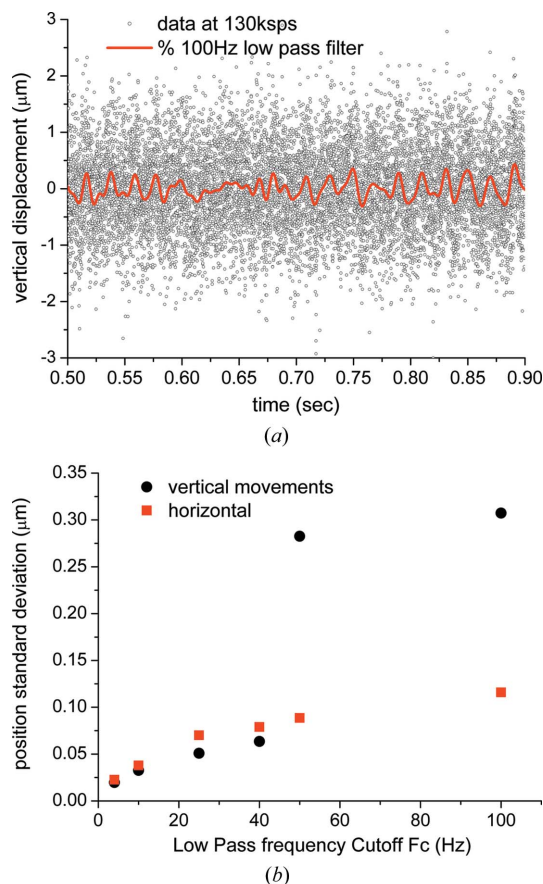 3
data at 130ksps
% 100Hz low pass filter
2
1
0
-1
-2
-3
vertical displacement (μm)
0.50 0.55 0.60 0.65 0.70 0.75 0.80 0.85 0.90
time (sec)
(a)
0.35
vertical movements
horizontal
0.30
0.25
0.20
0.15
0.10
0.05
0.00
position standard deviation (μm)
0 20 40 60 80 100
Low Pass frequency Cutoff Fc (Hz)
(b)